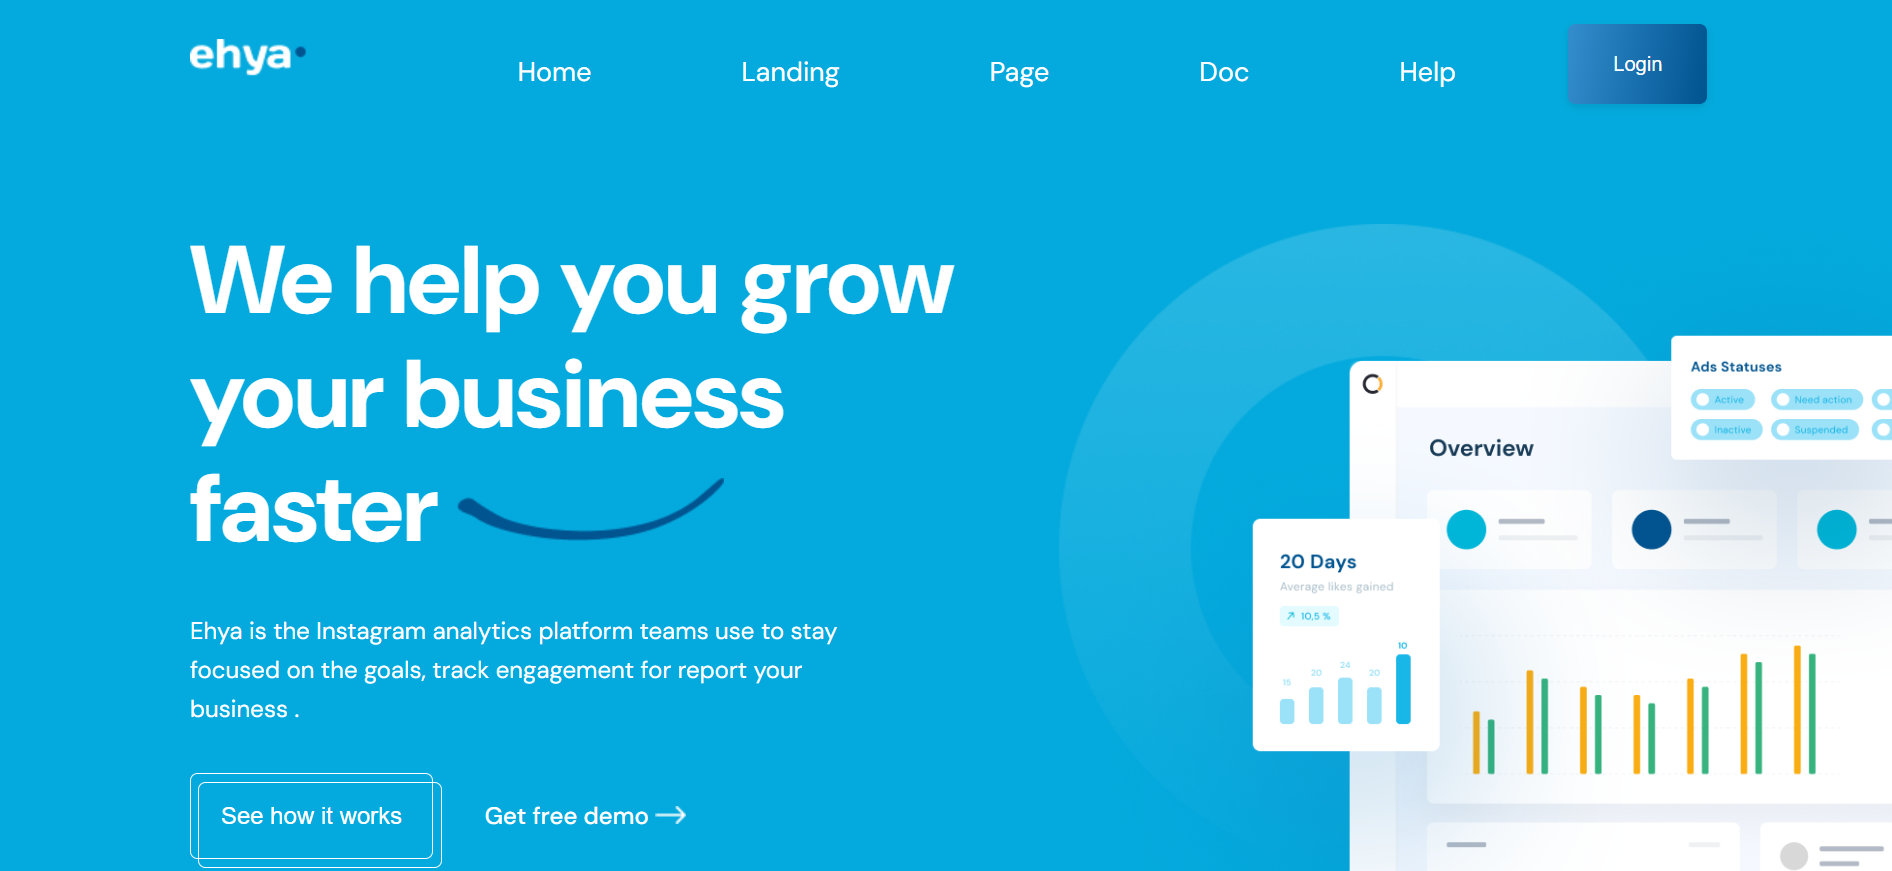 ehya
Home
Landing
Page
Doc
Help
Login
We help you grow
your business
faster
Ehya is the Instagram analytics platform teams use to stay
focused on the goals, track engagement for report your
business .
See how it works
Get free demo
Ads Statuses
Active
Need action
Inactive
Suspended
Overview
20 Days
Average likes gained
10,5 %
15
20
24
20
10